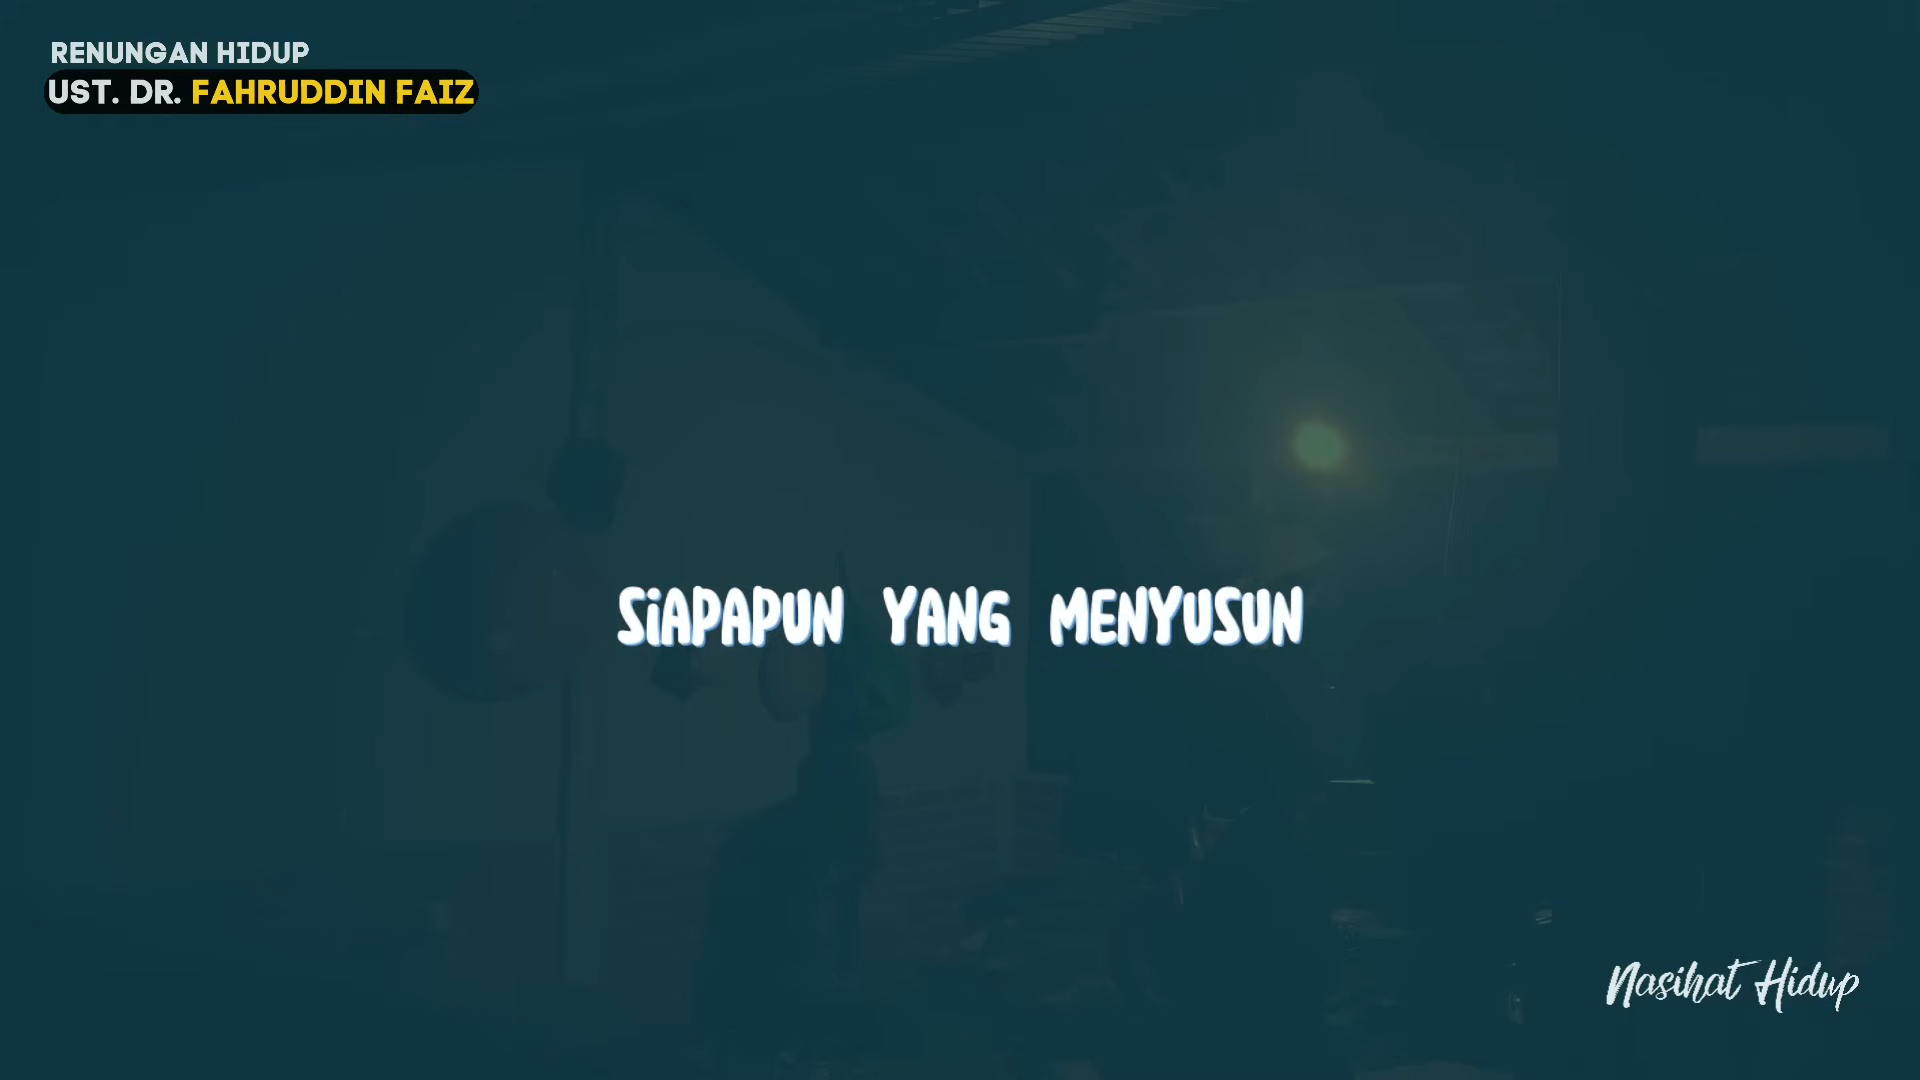 RENUNGAN HIDUP
UST. DR. FAHRUDDIN FAIZ
SiAPAPUN YANG MENYUSUN
Nasihat Hidup